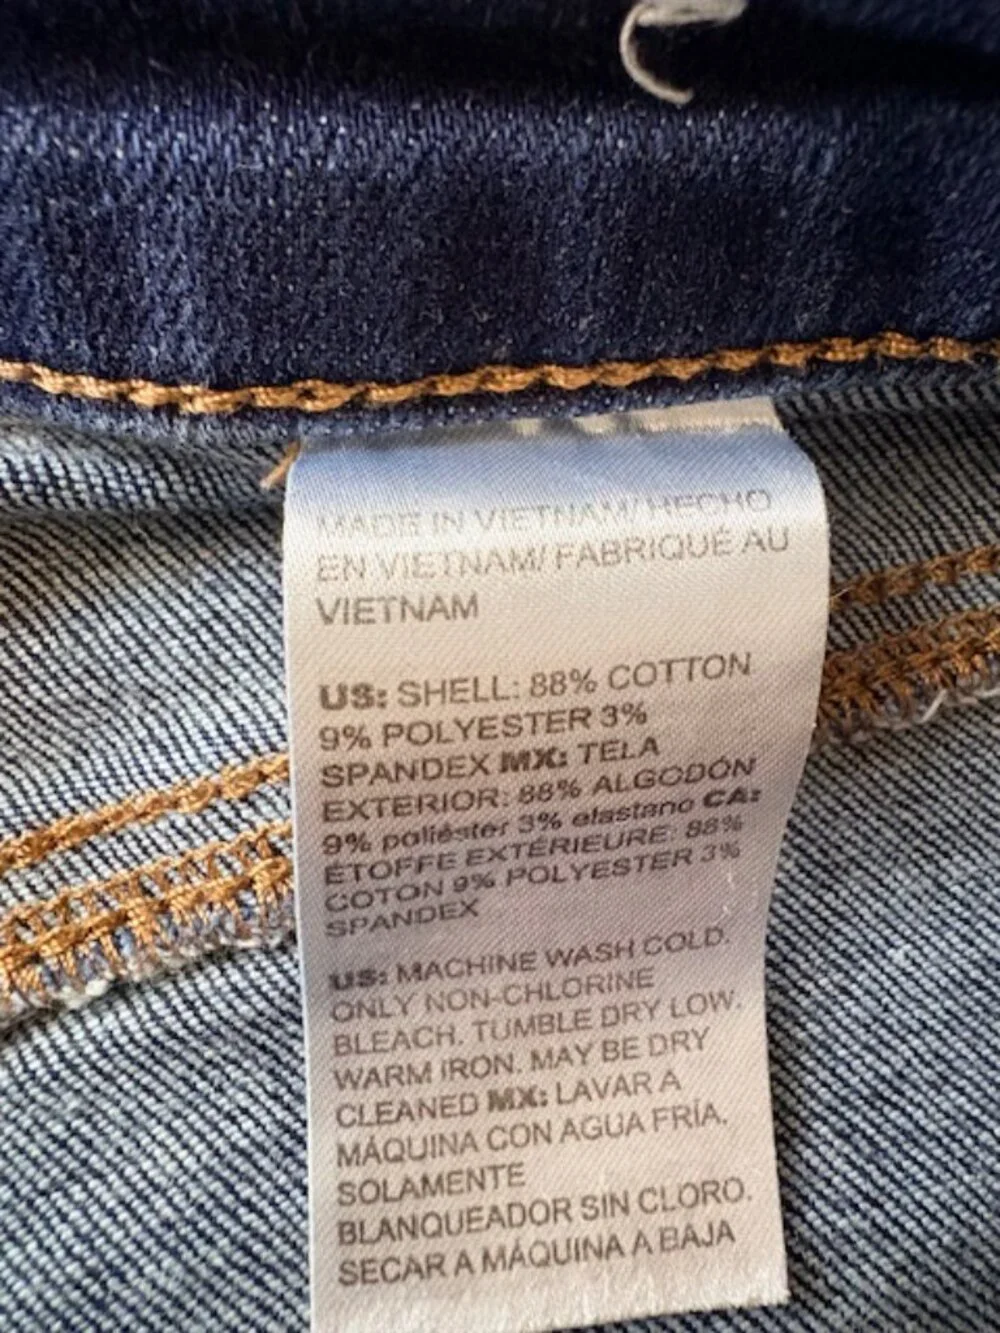 MADE IN VIETNAM/ HECHO
EN VIETNAM/ FABRIQUÉ AU
VIETNAM
US: SHELL: 88% COTTON
9% POLYESTER 3%
SPANDEX MX: TELA
EXTERIOR: 88% ALGODÓN
9% poliéster 3% elastano CA:
ÉTOFFE EXTÉRIEURE: 88%
COTON 9% POLYESTER 3%
SPANDEX
US: MACHINE WASH COLD.
ONLY NON-CHLORINE
BLEACH. TUMBLE DRY LOW.
WARM IRON. MAY BE DRY
CLEANED MX: LAVAR A
MÁQUINA CON AGUA FRÍA.
SOLAMENTE
BLANQUEADOR SIN CLORO.
SECAR A MÁQUINA A BAJA